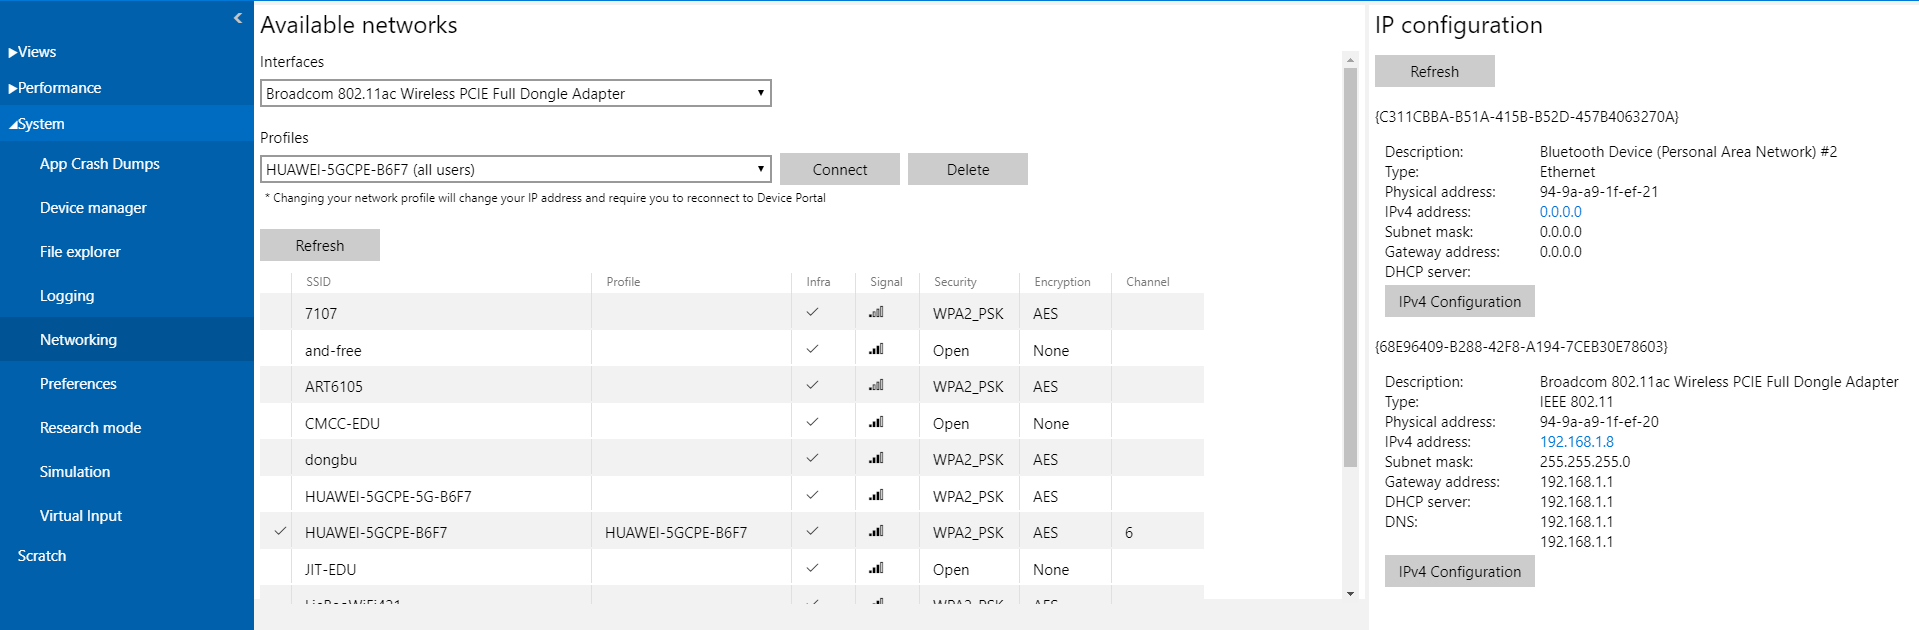 Views
Performance
System
App Crash Dumps
Device manager
File explorer
Logging
Networking
Preferences
Research mode
Simulation
Virtual Input
Scratch
Available networks
Interfaces
Broadcom 802.11ac Wireless PCIE Full Dongle Adapter
Profiles
HUAWEI-5GCPE-B6F7 (all users)
Connect
Delete
* Changing your network profile will change your IP address and require you to reconnect to Device Portal
Refresh
SSID Profile Infra Signal Security Encryption Channel
7107 WPA2_PSK AES
and-free Open None
ART6105 WPA2_PSK AES
CMCC-EDU Open None
dongbu WPA2_PSK AES
HUAWEI-5GCPE-5G-B6F7 WPA2_PSK AES
HUAWEI-5GCPE-B6F7 HUAWEI-5GCPE-B6F7 WPA2_PSK AES 6
JIT-EDU Open None
WPA2_PSK AES
IP configuration
Refresh
{C311CBBA-B51A-415B-B52D-457B4063270A}
Description: Bluetooth Device (Personal Area Network) #2
Type: Ethernet
Physical address: 94-9a-a9-1f-ef-21
IPv4 address: 0.0.0.0
Subnet mask: 0.0.0.0
Gateway address: 0.0.0.0
DHCP server:
IPv4 Configuration
{68E96409-B288-42F8-A194-7CEB30E78603}
Description: Broadcom 802.11ac Wireless PCIE Full Dongle Adapter
Type: IEEE 802.11
Physical address: 94-9a-a9-1f-ef-20
IPv4 address: 192.168.1.8
Subnet mask: 255.255.255.0
Gateway address: 192.168.1.1
DHCP server: 192.168.1.1
DNS: 192.168.1.1
192.168.1.1
IPv4 Configuration